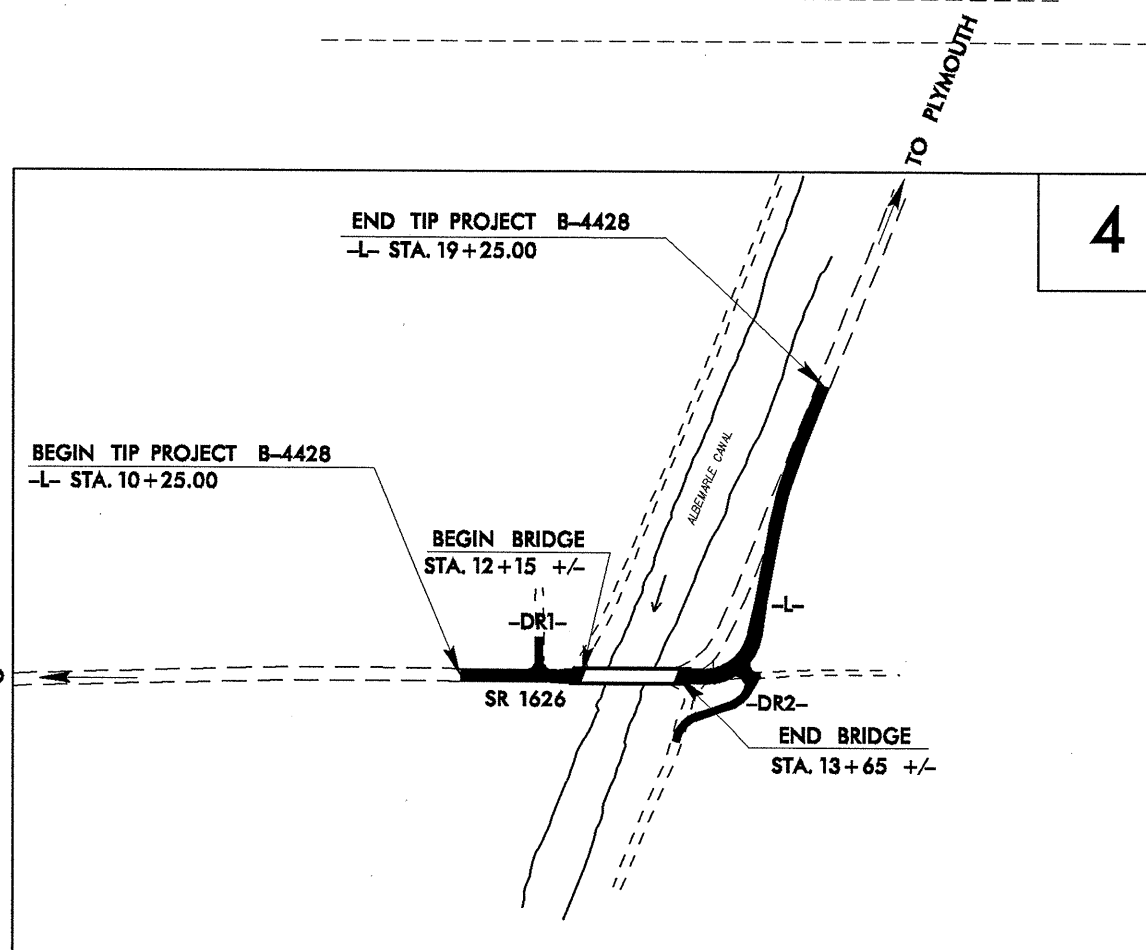 TO PLYMOUTH
4
END TIP PROJECT B-4428
-L- STA. 19+25.00
BEGIN TIP PROJECT B-4428
-L- STA. 10+25.00
ALBEMARLE CANAL
BEGIN BRIDGE
STA. 12+15 +/-
-DR1-
-L-
SR 1626
-DR2-
END BRIDGE
STA. 13+65 +/-